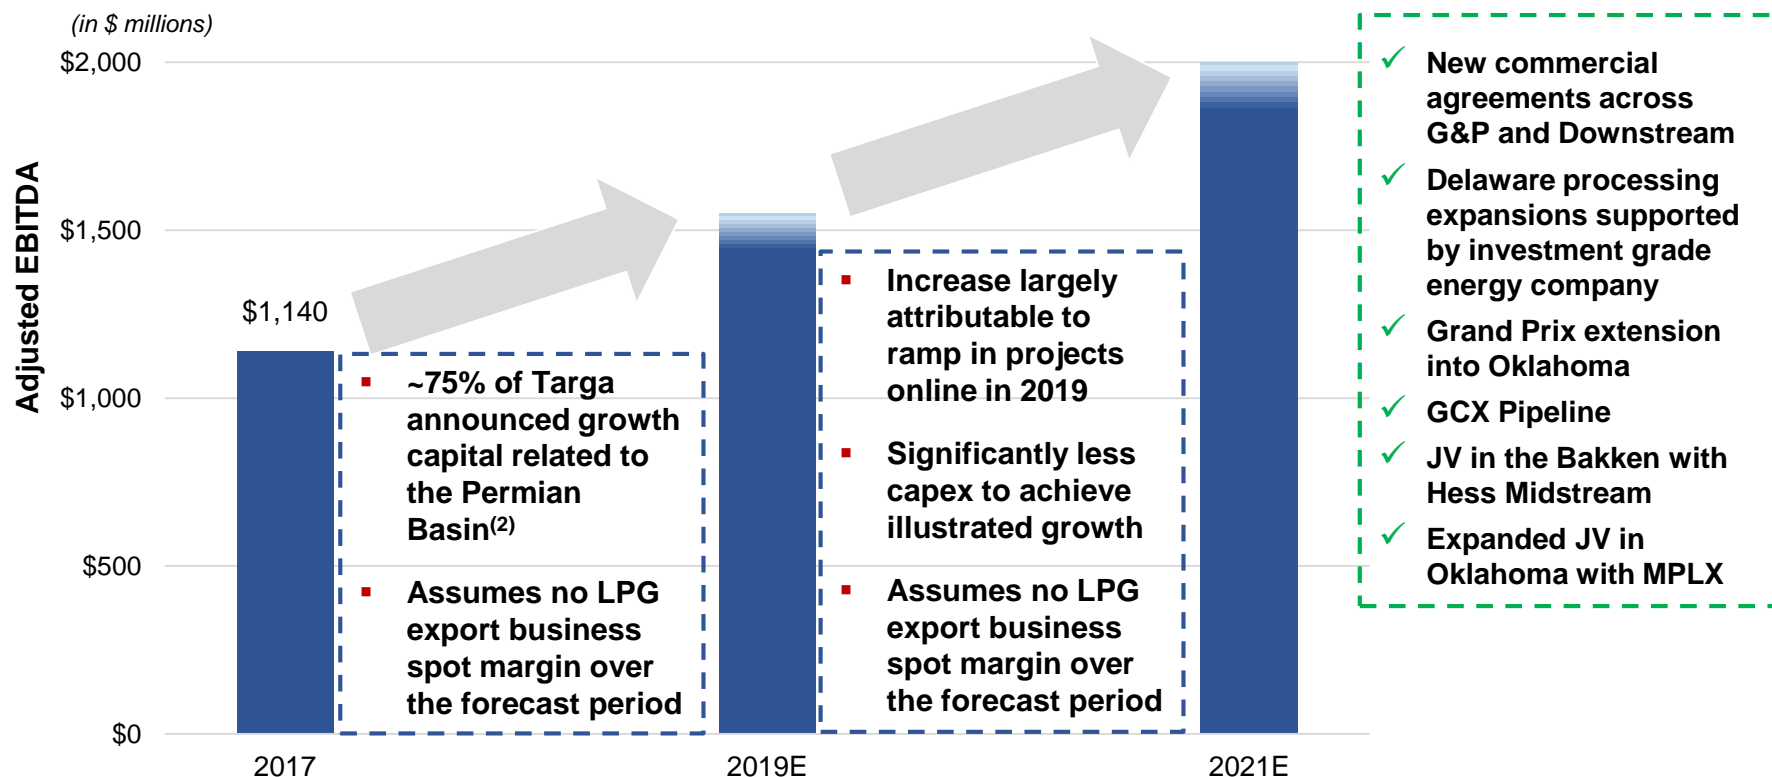 (in $ millions)
Adjusted EBITDA
$2,000
$1,500
$1,000
$500
$0
$1,140
2017
2019E
2021E
▪ ~75% of Targa
announced growth
capital related to
the Permian
Basin(2)
▪ Assumes no LPG
export business
spot margin over
the forecast period
▪ Increase largely
attributable to
ramp in projects
online in 2019
▪ Significantly less
capex to achieve
illustrated growth
▪ Assumes no LPG
export business
spot margin over
the forecast period
✓ New commercial
agreements across
G&P and Downstream
✓ Delaware processing
expansions supported
by investment grade
energy company
✓ Grand Prix extension
into Oklahoma
✓ GCX Pipeline
✓ JV in the Bakken with
Hess Midstream
✓ Expanded JV in
Oklahoma with MPLX